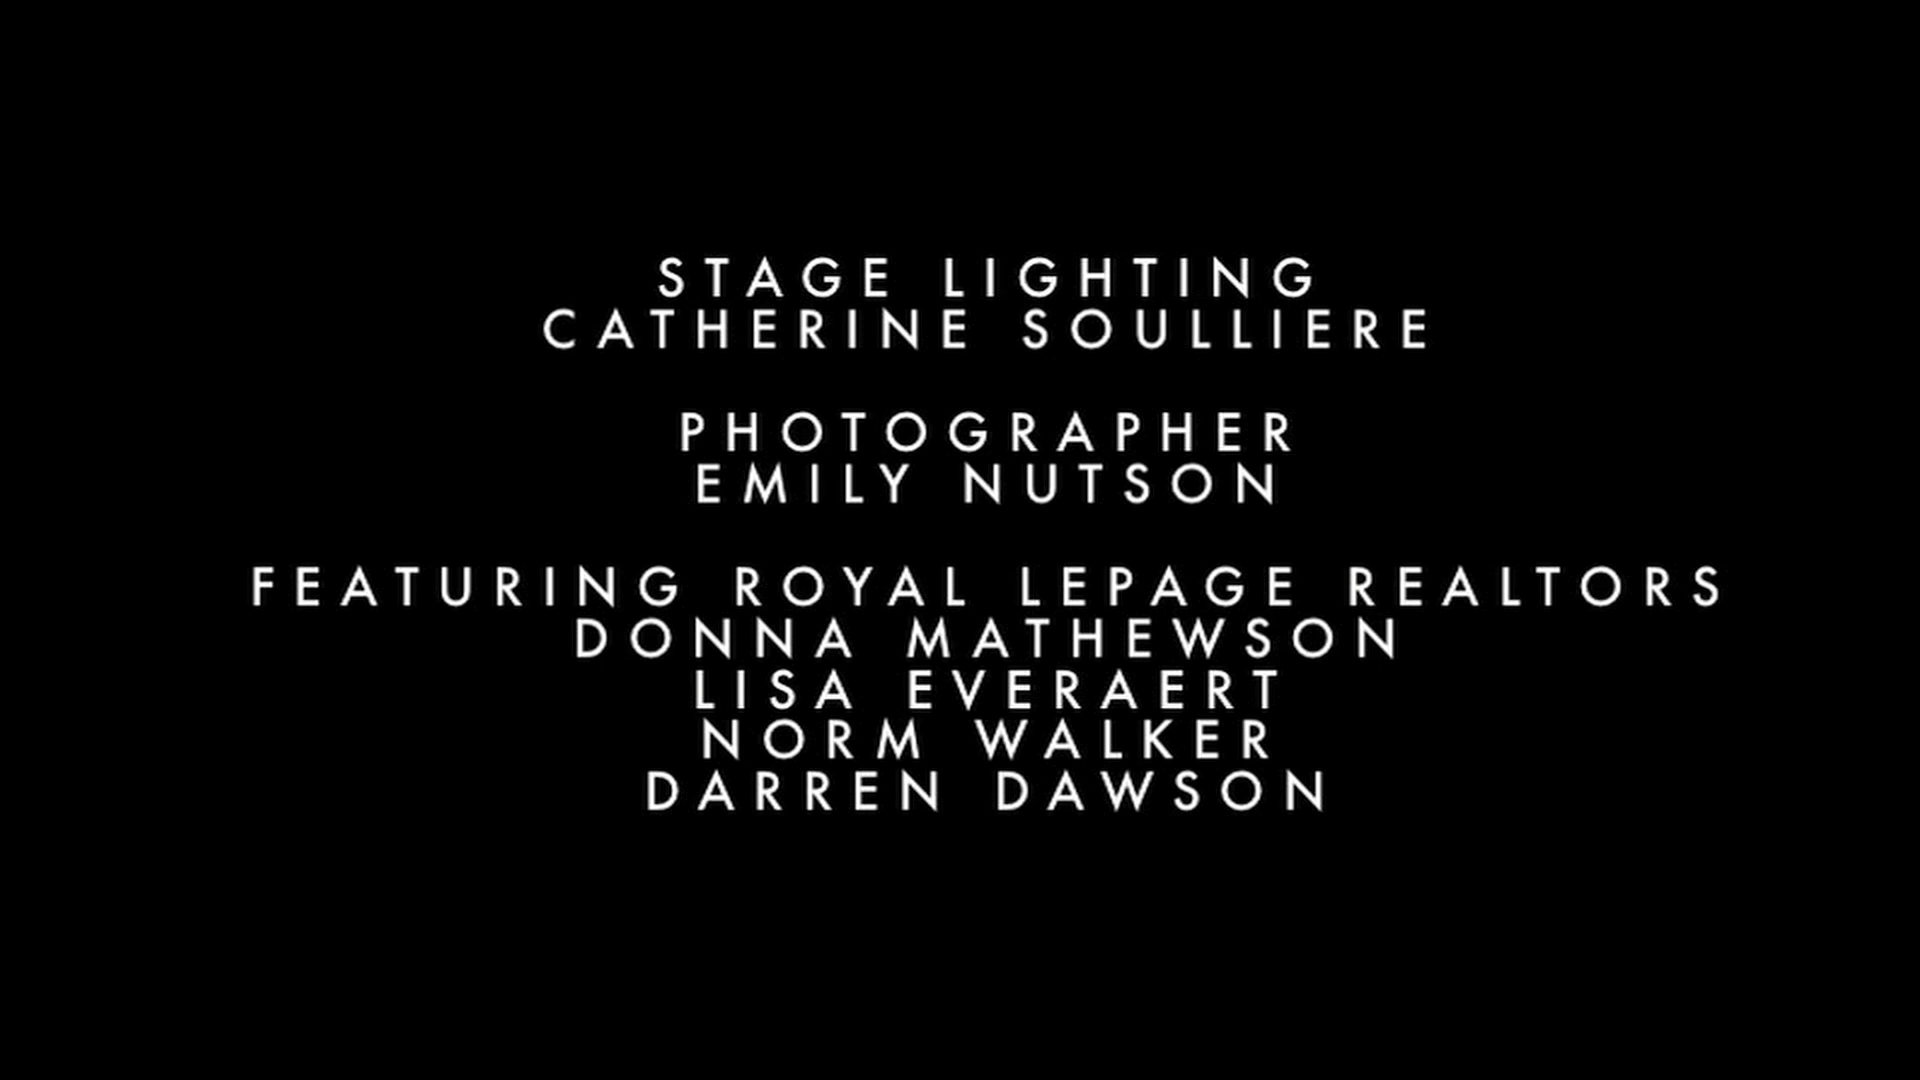 STAGE LIGHTING
CATHERINE SOULLIERE
PHOTOGRAPHER
EMILY NUTSON
FEATURING ROYAL LEPAGE REALTORS
DONNA MATHEWSON
LISA EVERAERT
NORM WALKER
DARREN DAWSON